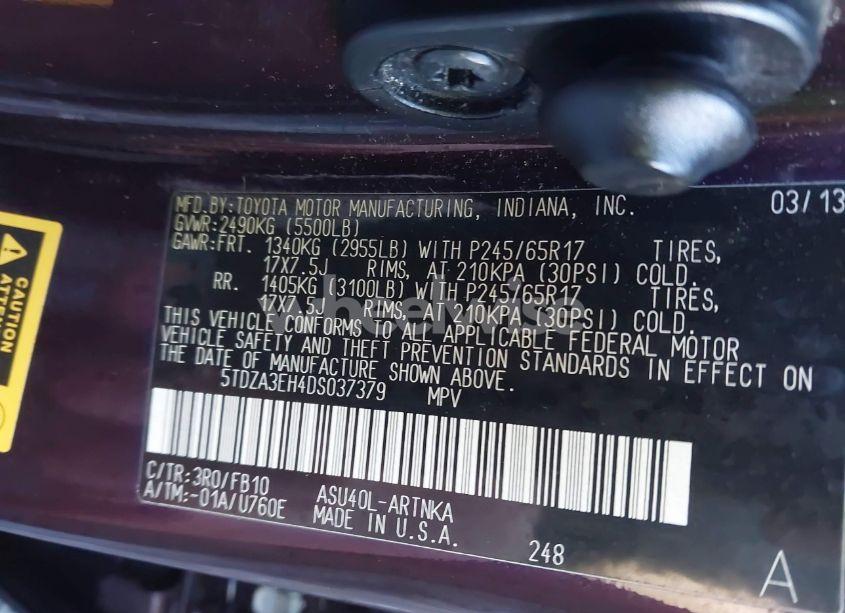 MFD.BY:TOYOTA MOTOR MANUFACTURING, INDIANA, INC. 03/13
GVWR:2490KG (5500LB)
GAWR:FRT. 1340KG (2955LB) WITH P245/65R17 TIRES,
17X7.5J RIMS, AT 210KPA (30PSI) COLD.
RR. 1405KG (3100LB) WITH P245/65R17 TIRES,
17X7.5J RIMS, AT 210KPA (30PSI) COLD.
THIS VEHICLE CONFORMS TO ALL APPLICABLE FEDERAL MOTOR
VEHICLE SAFETY AND THEFT PREVENTION STANDARDS IN EFFECT ON
THE DATE OF MANUFACTURE SHOWN ABOVE.
5TDZA3EH4DS037379 MPV
C/TR:3R0/FB10 ASU40L-ARTNKA
A/TM:-01A/U760E MADE IN U.S.A.
248 A
CAUTION
wheelwise